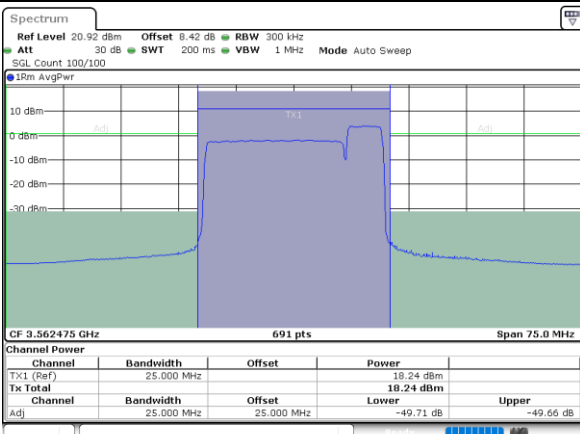 Spectrum
Ref Level 20.92 dBm Offset 8.42 dB RBW 300 kHz
Att 30 dB SWT 200 ms VBW 1 MHz Mode Auto Sweep
SGL Count 100/100
1Rm AvgPwr
10 dBm
TX1
Adj Adj
0 dBm
-10 dBm
-20 dBm
-30 dBm
CF 3.562475 GHz 691 pts Span 75.0 MHz
Channel Power
Channel Bandwidth Offset Power
TX1 (Ref) 25.000 MHz 18.24 dBm
Tx Total 18.24 dBm
Channel Bandwidth Offset Lower Upper
Adj 25.000 MHz 25.000 MHz -49.71 dB -49.66 dB